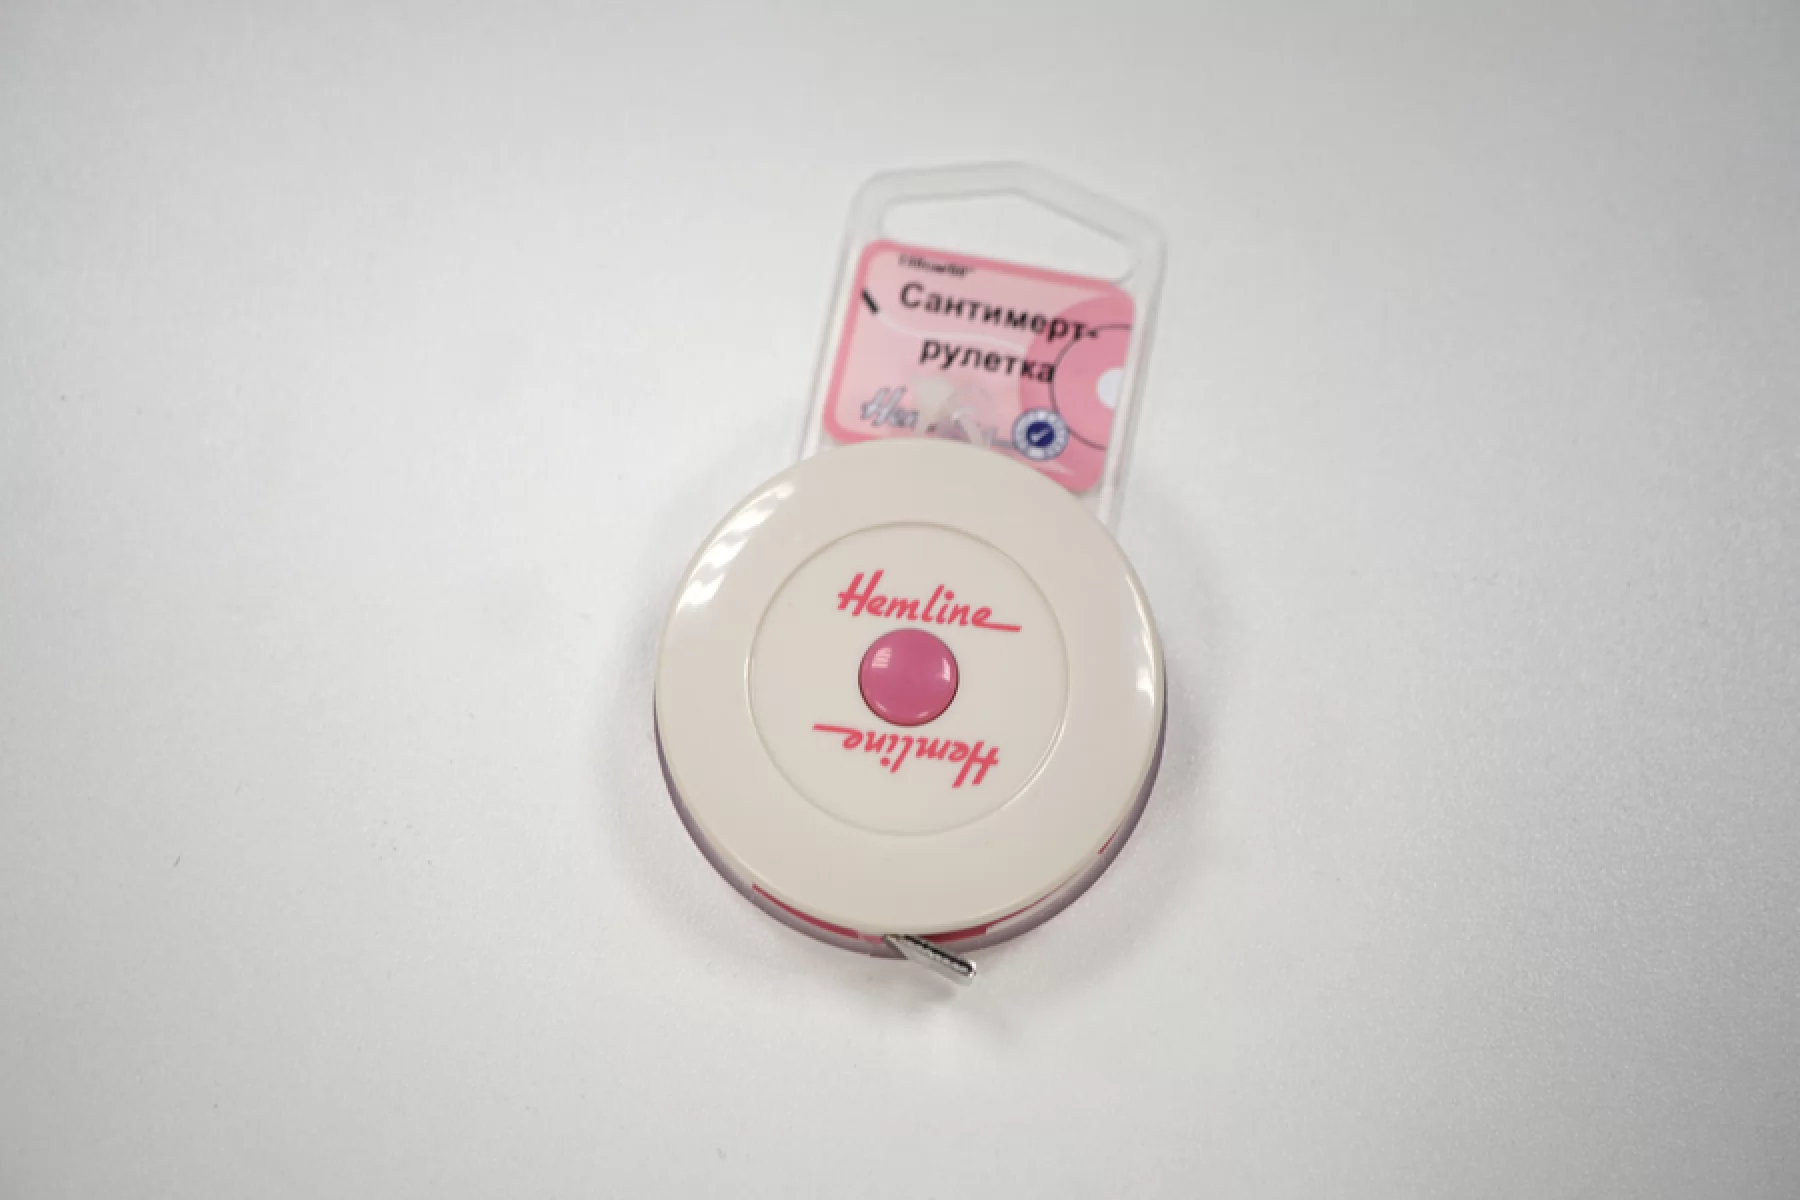 Сантимерт-
рулетка
Hemline
Hemline